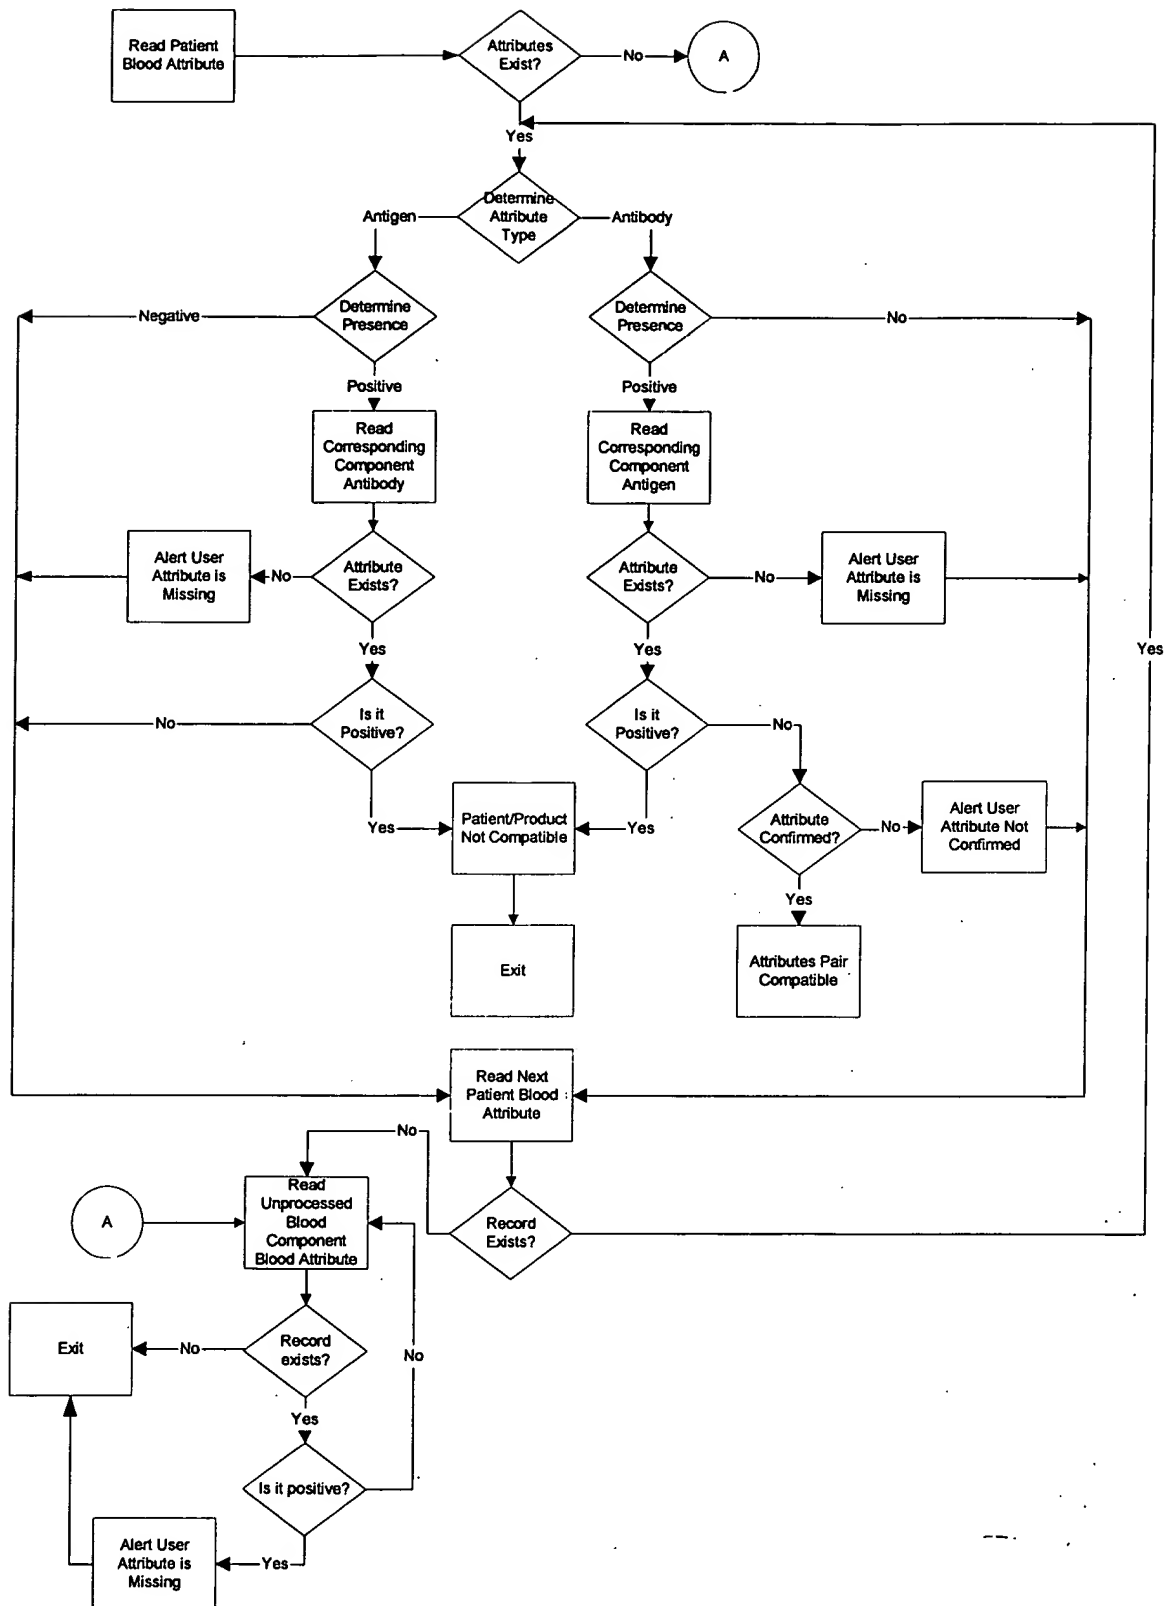 Read Patient
Blood Attribute
Attributes
Exist?
No
A
Yes
Determine
Attribute
Type
Antigen
Antibody
Determine
Presence
Negative
Determine
Presence
No
Positive
Positive
Read
Corresponding
Component
Antibody
Read
Corresponding
Component
Antigen
Alert User
Attribute is
Missing
No
Attribute
Exists?
Attribute
Exists?
No
Alert User
Attribute is
Missing
Yes
Yes
Yes
No
Is it
Positive?
Is it
Positive?
No
Yes
Patient/Product
Not Compatible
Yes
Attribute
Confirmed?
No
Alert User
Attribute Not
Confirmed
Yes
Exit
Attributes Pair
Compatible
Read Next
Patient Blood
Attribute
No
A
Read
Unprocessed
Blood
Component
Blood Attribute
Record
Exists?
Exit
No
Record
exists?
No
Yes
Is it positive?
Alert User
Attribute is
Missing
Yes